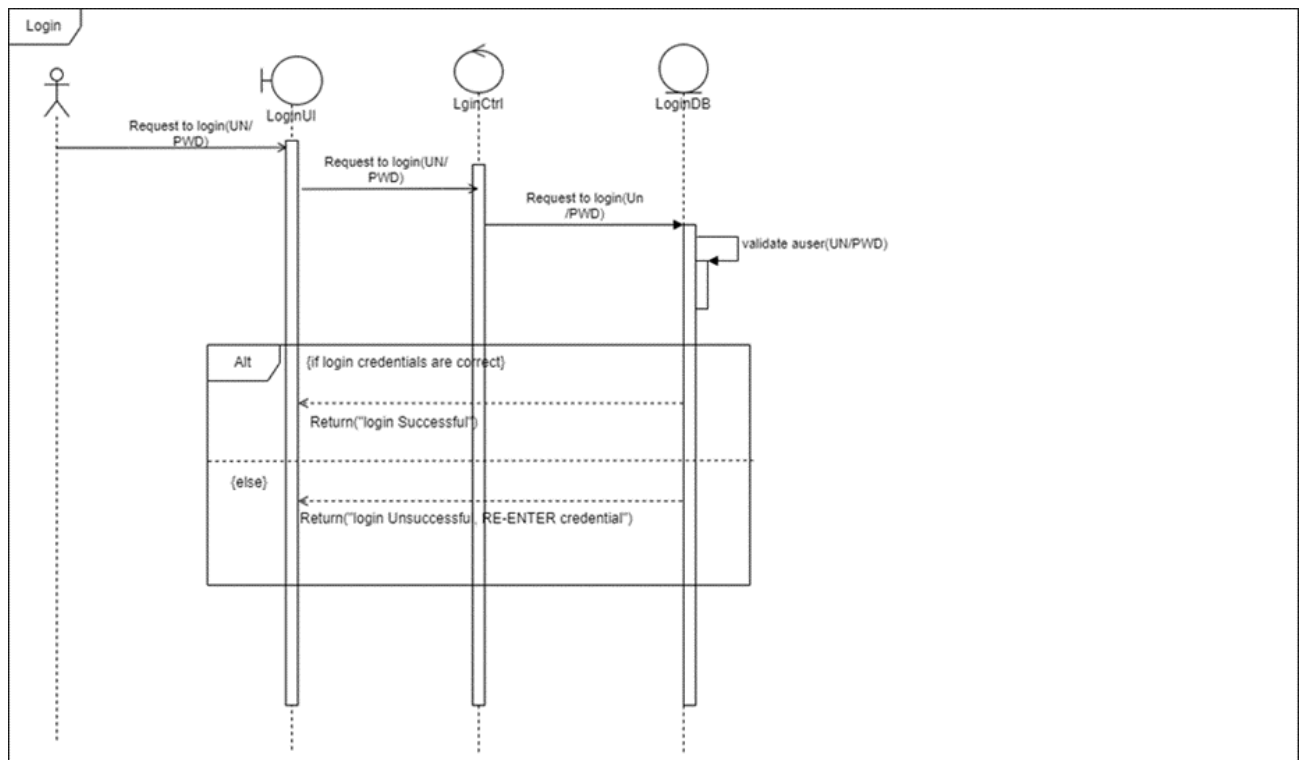 Login
LoginUI
LginCtrl
LoginDB
Request to login(UN/
PWD)
Request to login(UN/
PWD)
Request to login(Un
/PWD)
validate auser(UN/PWD)
Alt
{if login credentials are correct}
Return("login Successful")
{else}
Return("login Unsuccessful, RE-ENTER credential")